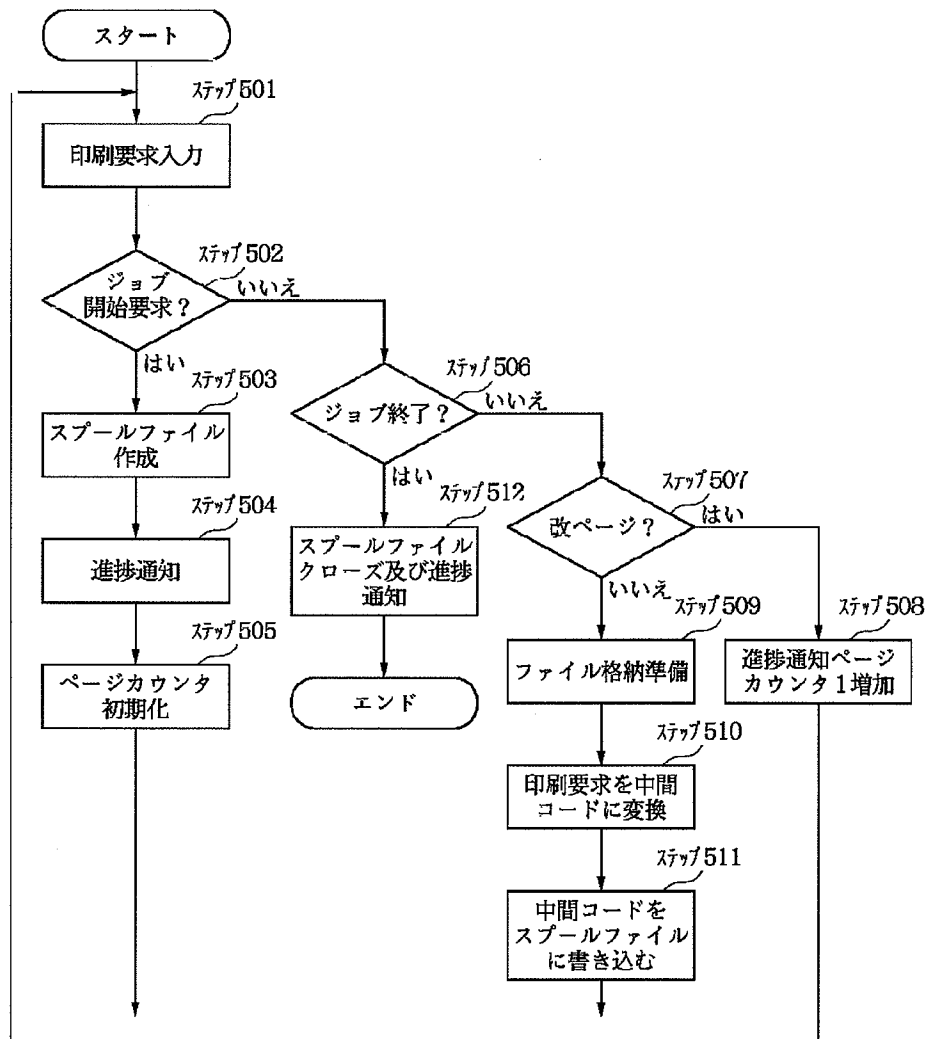 スタート
ステップ501
印刷要求入力
ステップ502
ジョブ
開始要求？
いいえ
はい
ステップ503
スプールファイル
作成
ステップ504
進捗通知
ステップ505
ページカウンタ
初期化
ステップ506
ジョブ終了？
いいえ
はい
ステップ512
スプールファイル
クローズ及び進捗
通知
エンド
ステップ507
改ページ？
はい
いいえ
ステップ508
進捗通知ページ
カウンタ1増加
ステップ509
ファイル格納準備
ステップ510
印刷要求を中間
コードに変換
ステップ511
中間コードを
スプールファイル
に書き込む